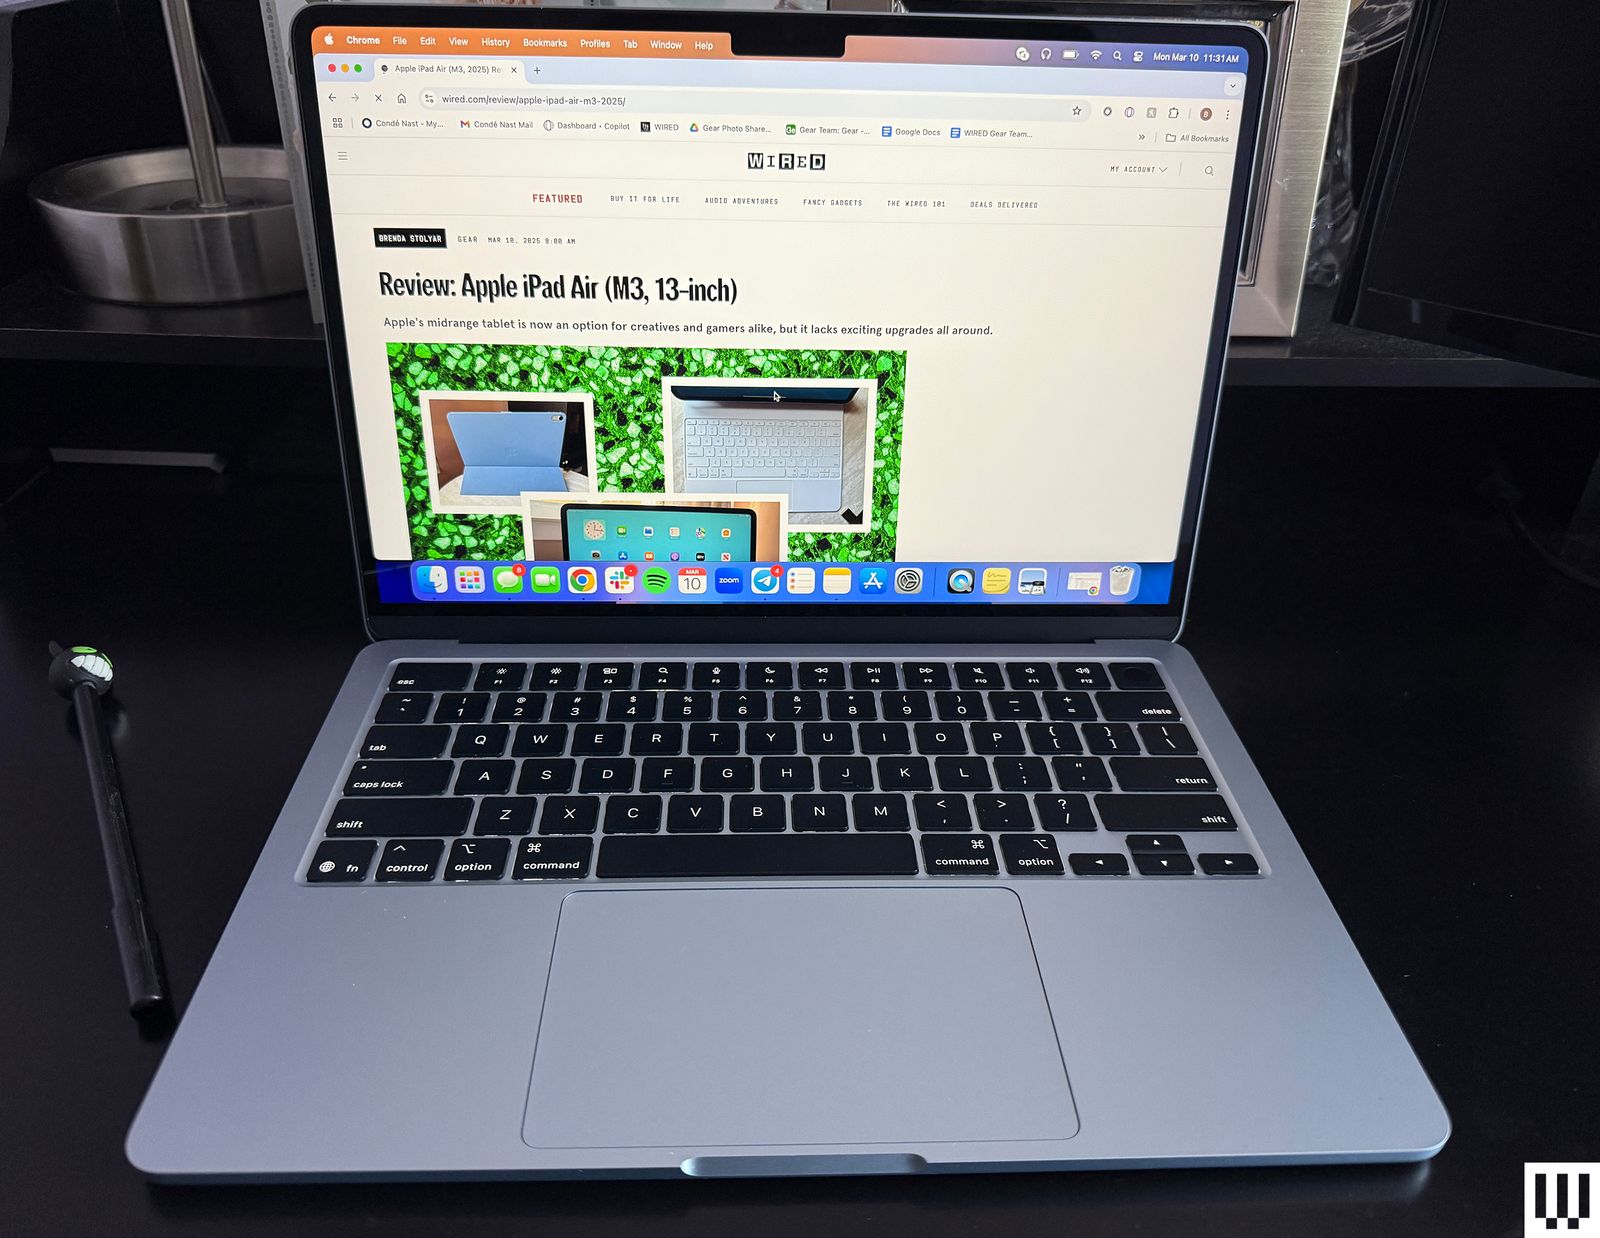 Chrome File Edit View History Bookmarks Profiles Tab Window Help Mon Mar 10 11:31 AM
Apple iPad Air (M3, 2025) Re
wired.com/review/apple-ipad-air-m3-2025/
B
Condé Nast - My... Condé Nast Mail Dashboard • Copilot WIRED Gear Photo Share... Gear Team: Gear -... Google Docs WIRED Gear Team... » All Bookmarks
WIRED
MY ACCOUNT
FEATURED BUY IT FOR LIFE AUDIO ADVENTURES FANCY GADGETS THE WIRED 101 DEALS DELIVERED
BRENDA STOLYAR GEAR MAR 10, 2025 9:00 AM
Review: Apple iPad Air (M3, 13-inch)
Apple's midrange tablet is now an option for creatives and gamers alike, but it lacks exciting upgrades all around.
8 MAR 10 zoom 4
esc F1 F2 F3 F4 F5 F6 F7 F8 F9 F10 F11 F12
~ ! @ # $ % ^ & * ( ) — +
` 1 2 3 4 5 6 7 8 9 0 - = delete
tab Q W E R T Y U I O P { [ } ] | \
caps lock A S D F G H J K L : ; " ' return
shift Z X C V B N M < , > . ? / shift
fn control option command command option